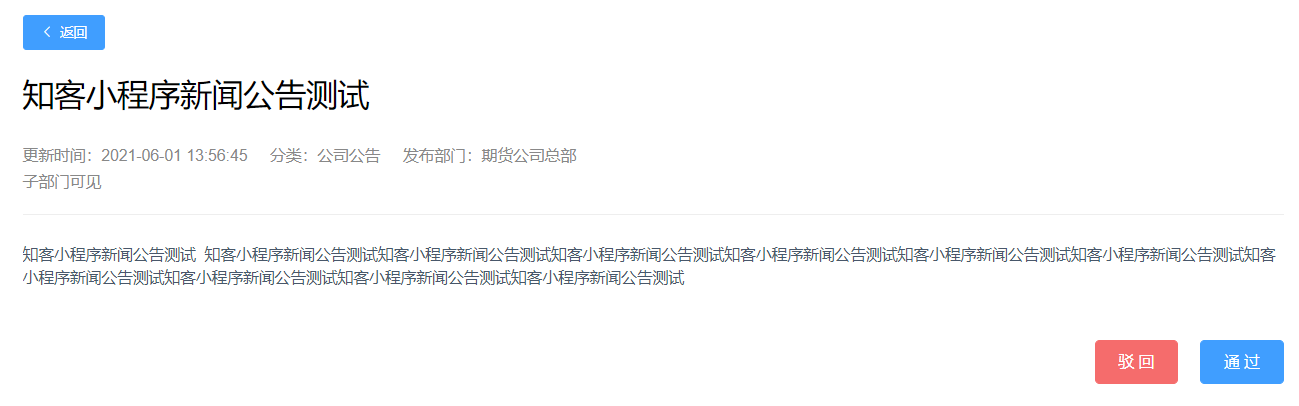 返回
知客小程序新闻公告测试
更新时间：2021-06-01 13:56:45 分类：公司公告 发布部门：期货公司总部
子部门可见
知客小程序新闻公告测试 知客小程序新闻公告测试知客小程序新闻公告测试知客小程序新闻公告测试知客小程序新闻公告测试知客小程序新闻公告测试知客小程序新闻公告测试知客
小程序新闻公告测试知客小程序新闻公告测试知客小程序新闻公告测试知客小程序新闻公告测试
驳回 通过